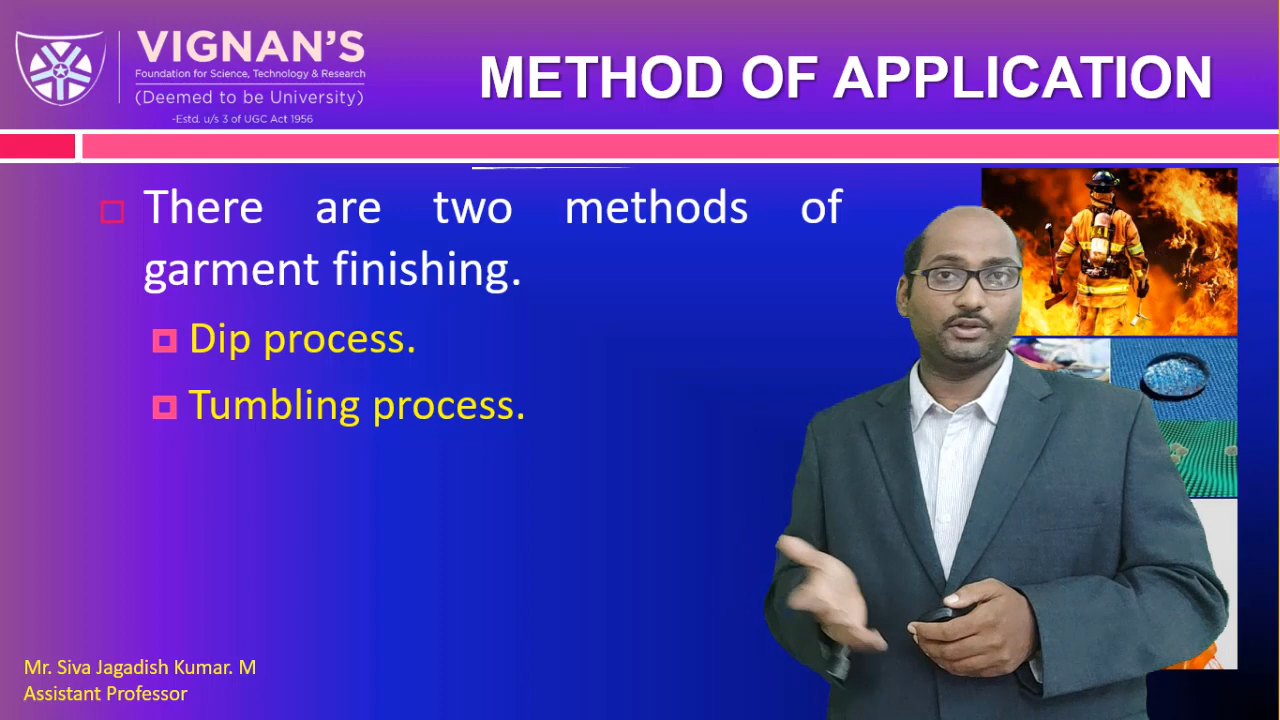 VIGNAN'S
Foundation for Science, Technology & Research
(Deemed to be University)
-Estd. u/s 3 of UGC Act 1956
METHOD OF APPLICATION
There are two methods of
garment finishing.
Dip process.
Tumbling process.
Mr. Siva Jagadish Kumar. M
Assistant Professor